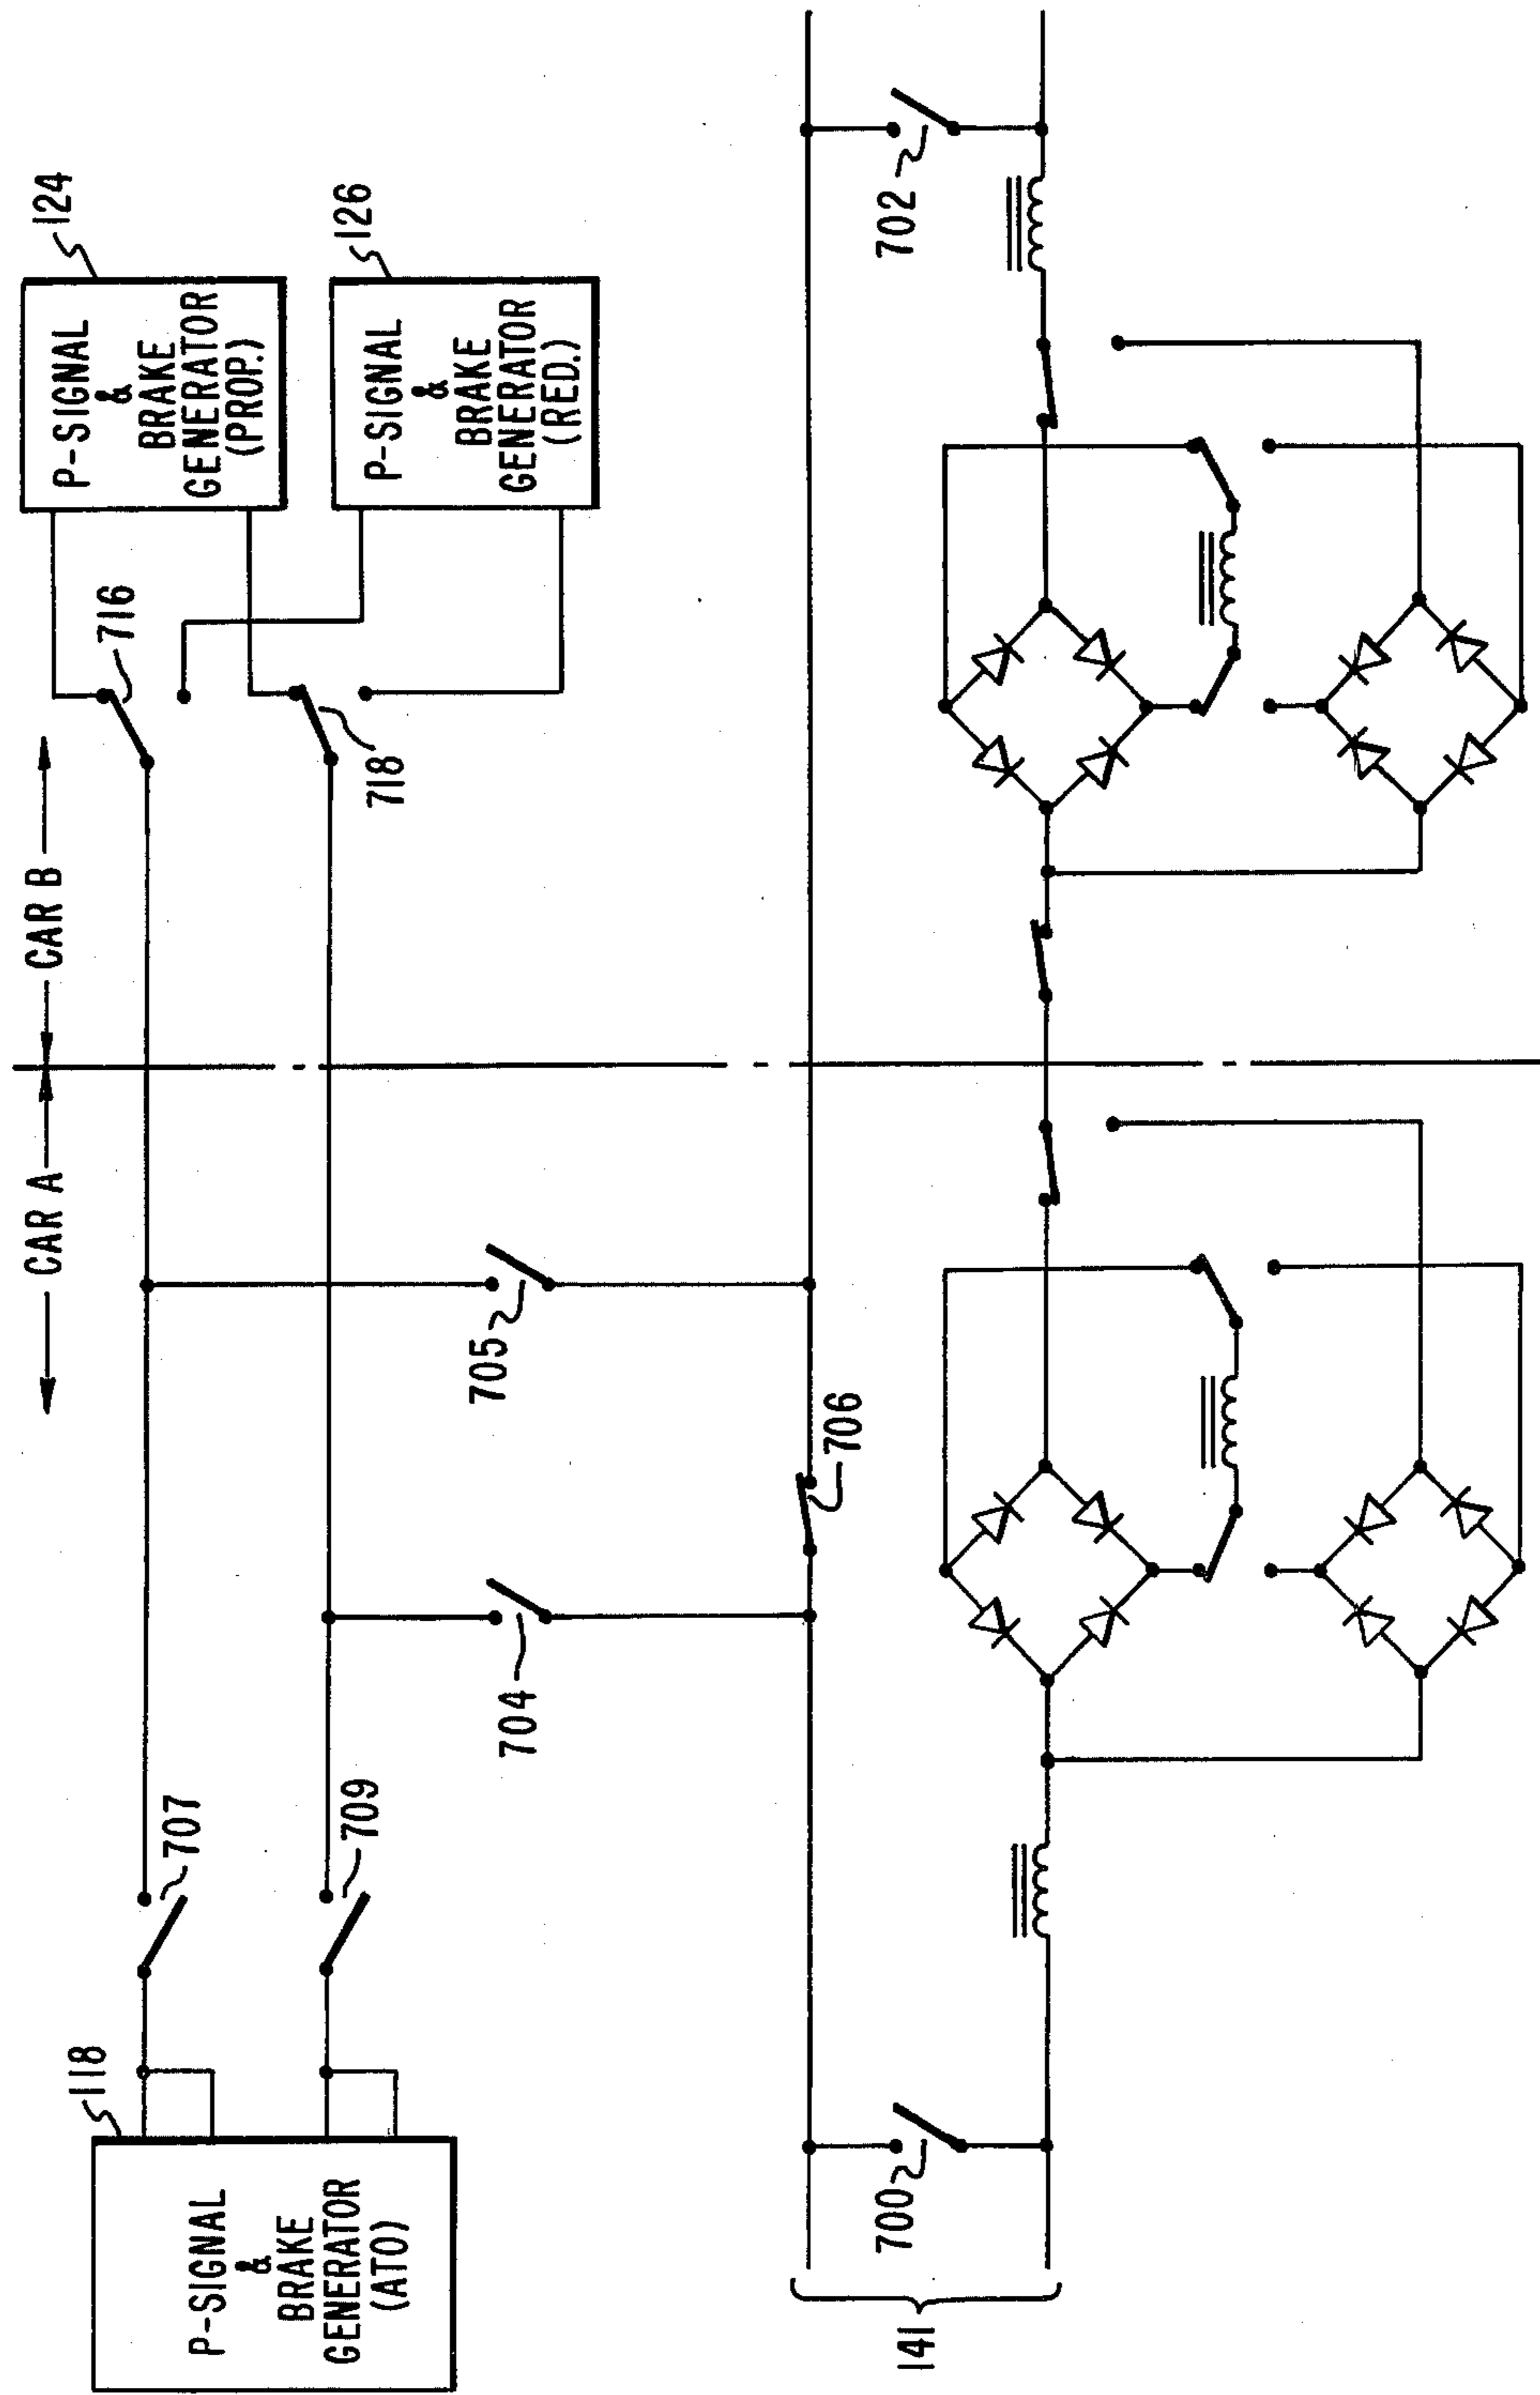 124
P-SIGNAL
&
BRAKE
GENERATOR
(PROP.)
126
P-SIGNAL
&
BRAKE
GENERATOR
(RED.)
716
718
CAR A
CAR B
702
705
706
704
707
709
118
P-SIGNAL
&
BRAKE
GENERATOR
(ATO)
700
141